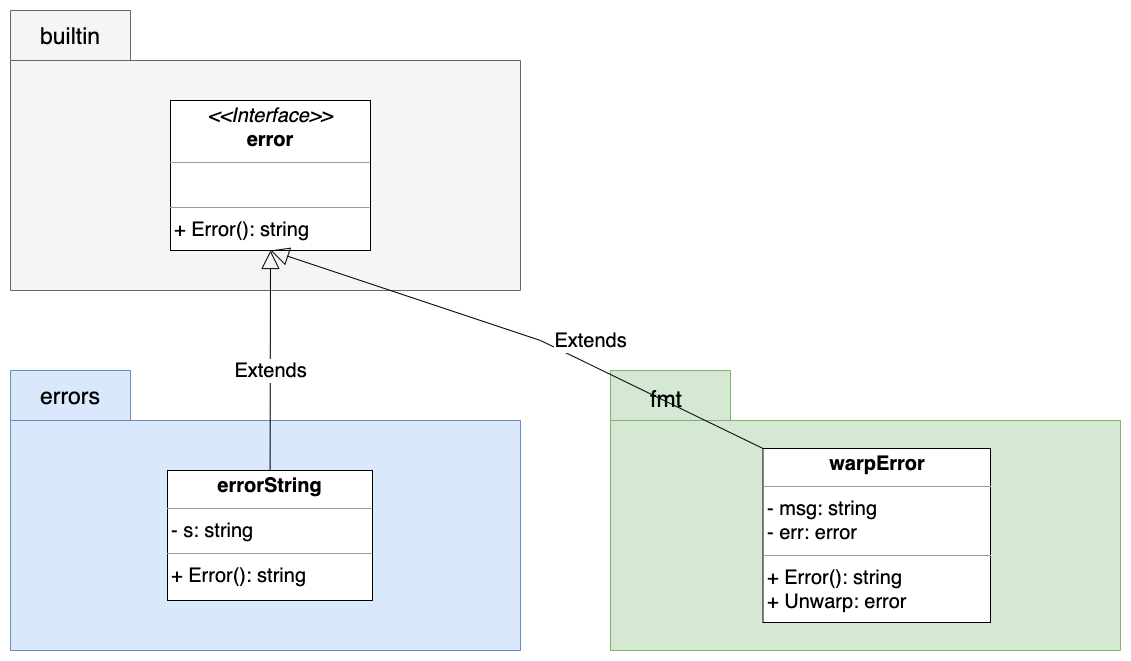 builtin
<<Interface>>
error
+ Error(): string
Extends
Extends
errors
fmt
errorString
- s: string
+ Error(): string
warpError
- msg: string
- err: error
+ Error(): string
+ Unwarp: error